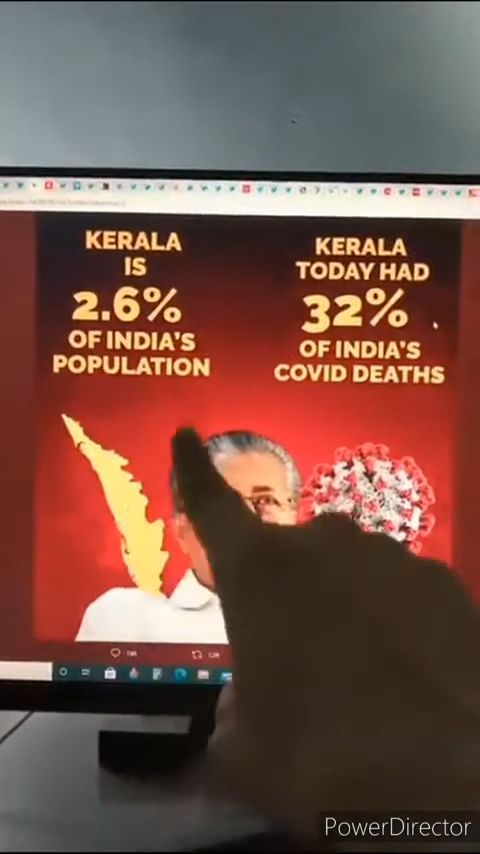 KERALA
IS
2.6%
OF INDIA'S
POPULATION
KERALA
TODAY HAD
32%
OF INDIA'S
COVID DEATHS
PowerDirector